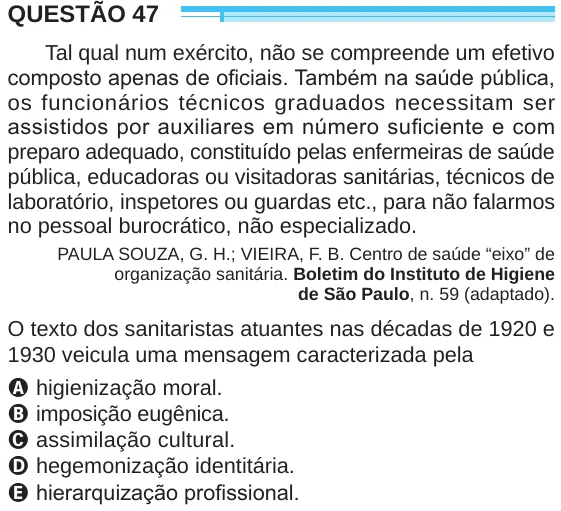 QUESTÃO 47
Tal qual num exército, não se compreende um efetivo
composto apenas de oficiais. Também na saúde pública,
os funcionários técnicos graduados necessitam ser
assistidos por auxiliares em número suficiente e com
preparo adequado, constituído pelas enfermeiras de saúde
pública, educadoras ou visitadoras sanitárias, técnicos de
laboratório, inspetores ou guardas etc., para não falarmos
no pessoal burocrático, não especializado.
PAULA SOUZA, G. H.; VIEIRA, F. B. Centro de saúde “eixo” de
organização sanitária. Boletim do Instituto de Higiene
de São Paulo, n. 59 (adaptado).
O texto dos sanitaristas atuantes nas décadas de 1920 e
1930 veicula uma mensagem caracterizada pela
A higienização moral.
B imposição eugênica.
C assimilação cultural.
D hegemonização identitária.
E hierarquização profissional.